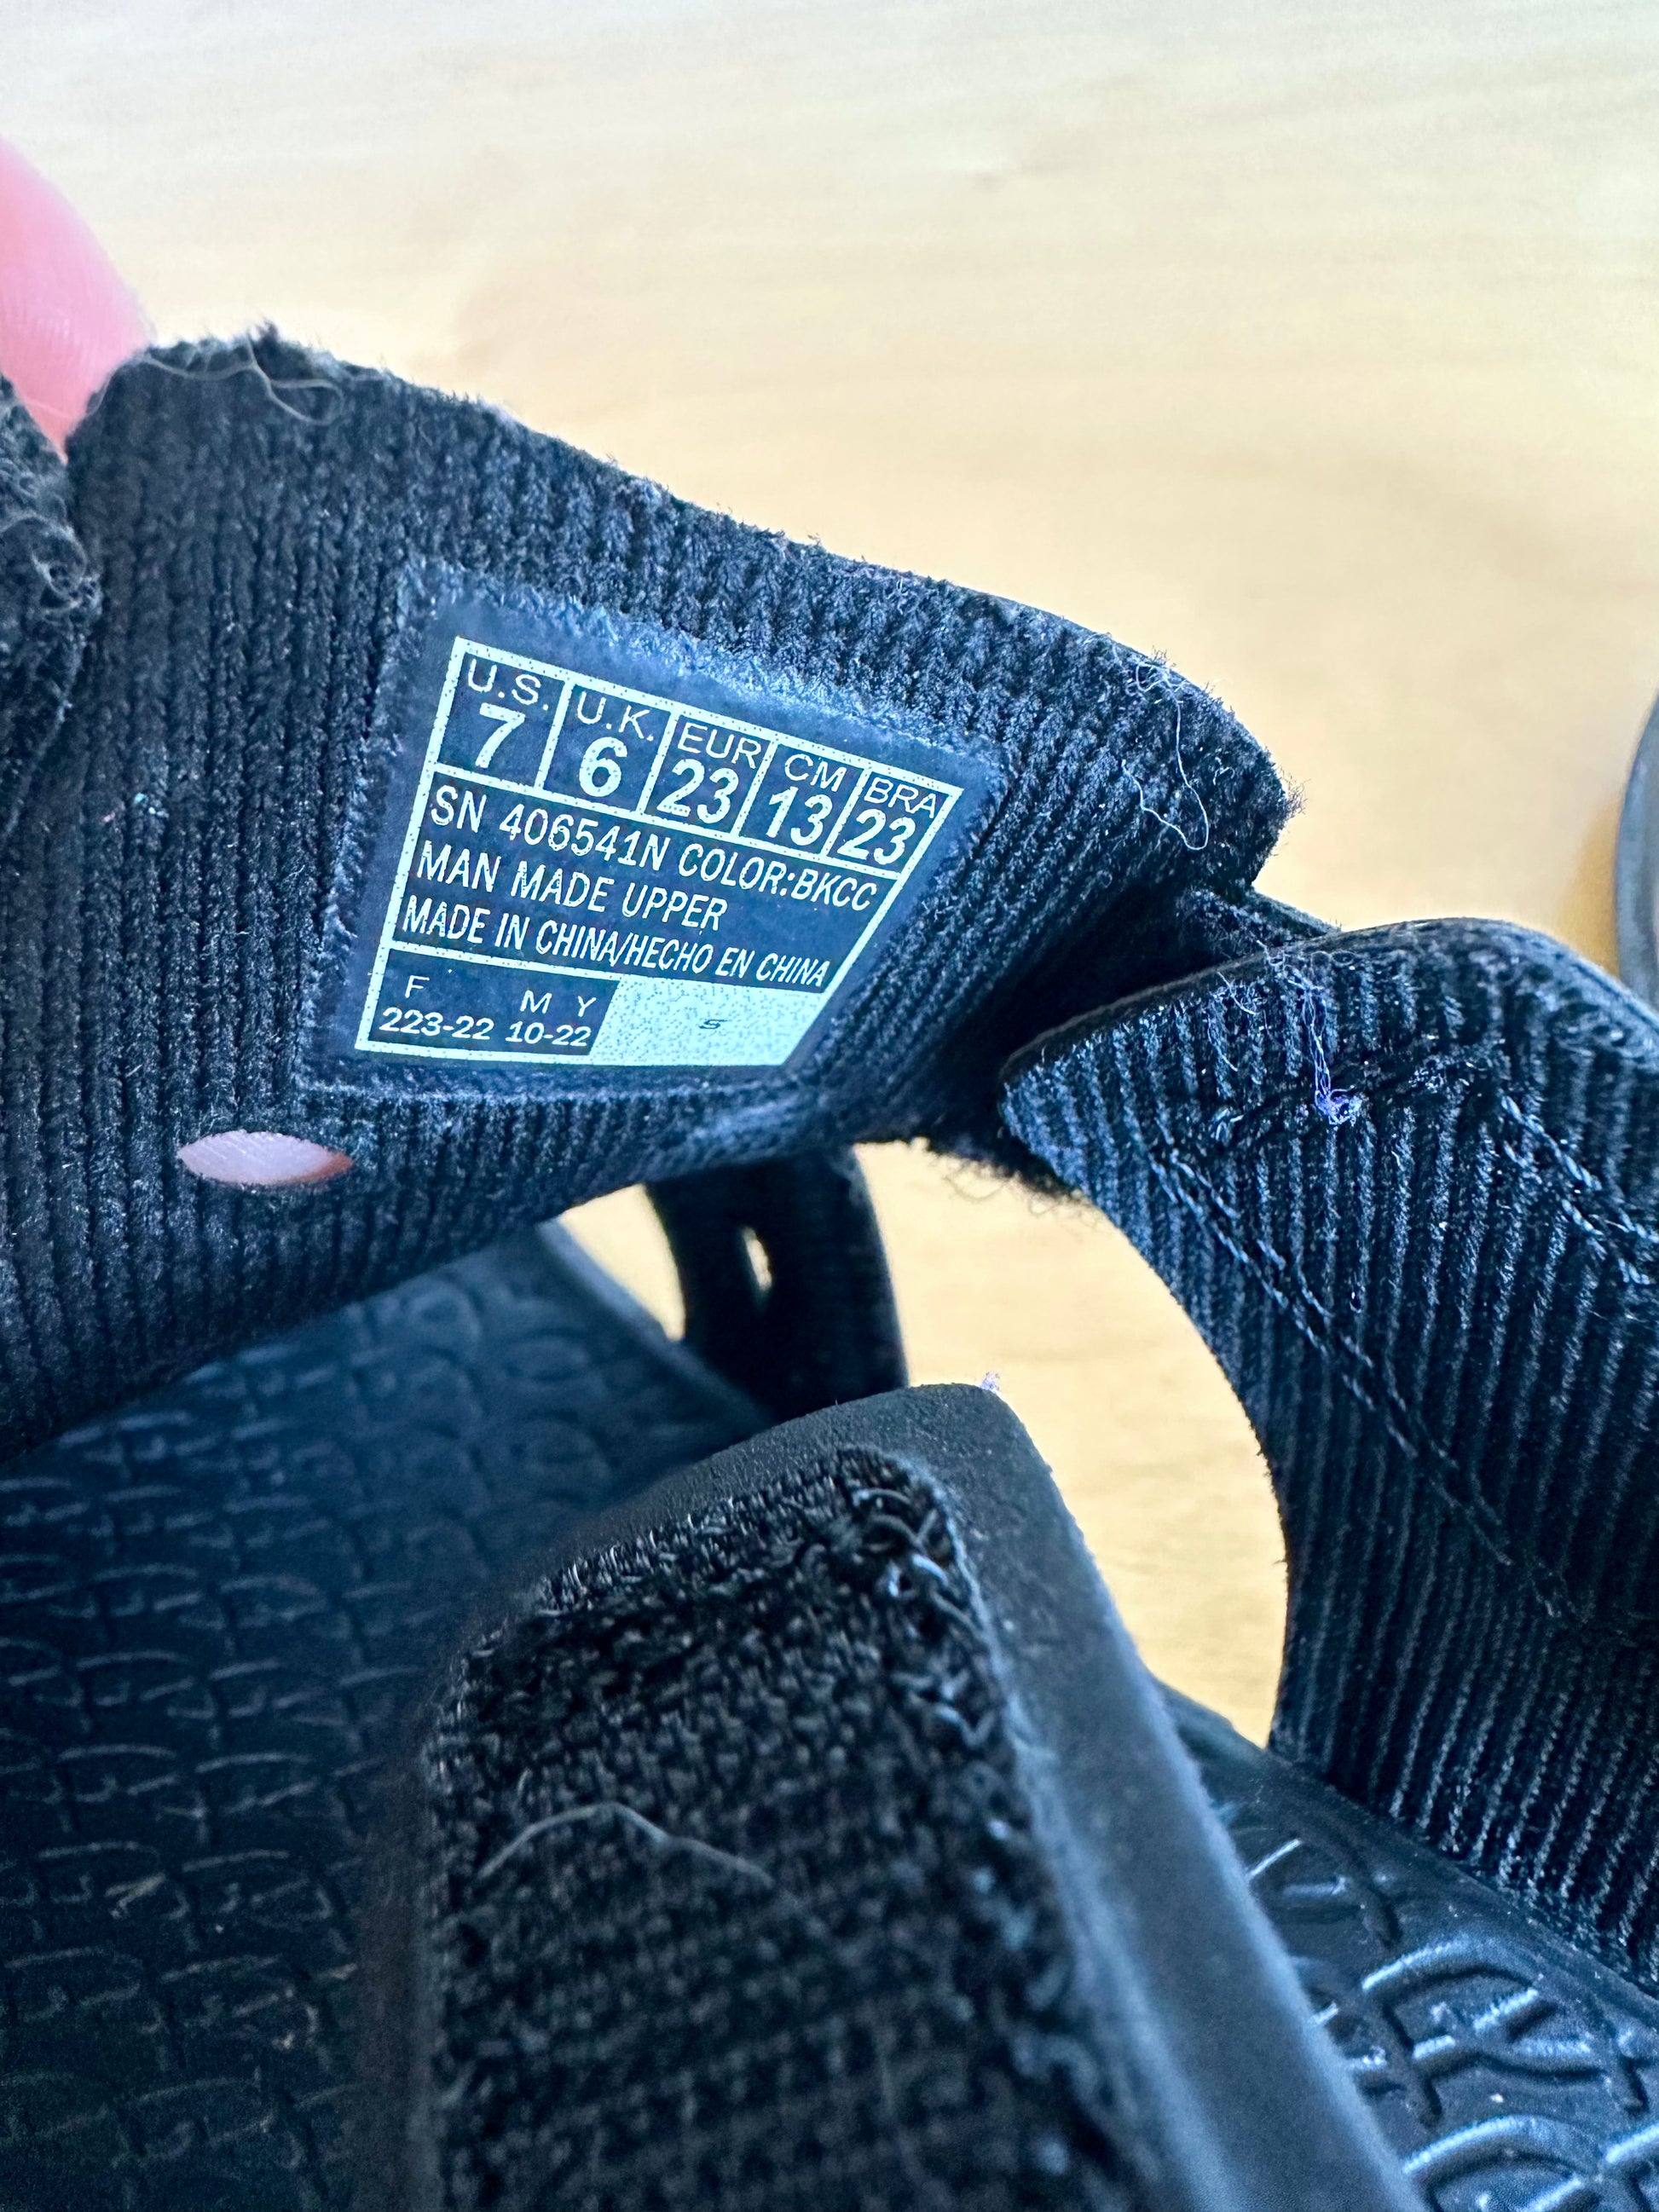 U.S. U.K. EUR CM BRA
7 6 23 13 23
SN 406541N COLOR:BKCC
MAN MADE UPPER
MADE IN CHINA/HECHO EN CHINA
F M Y
223-22 10-22
S